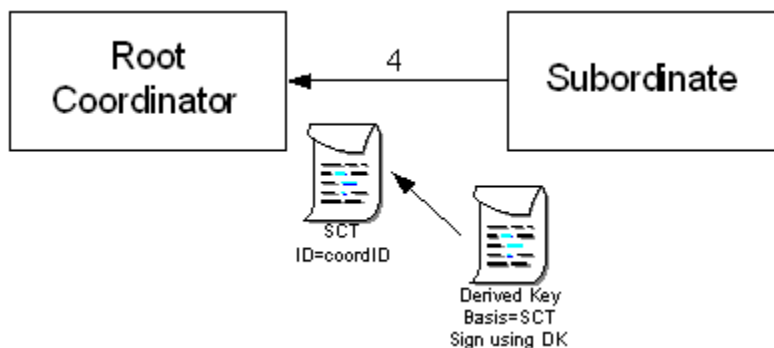 Root
Coordinator
4
Subordinate
SCT
ID=coordID
Derived Key
Basis=SCT
Sign using DK